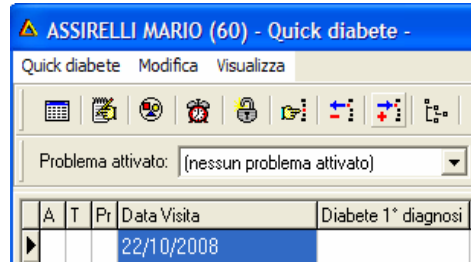 ASSIRELLI MARIO (60) - Quick diabete -
Quick diabete Modifica Visualizza
Problema attivato: (nessun problema attivato)
A T Pr Data Visita Diabete 1° diagnosi
22/10/2008